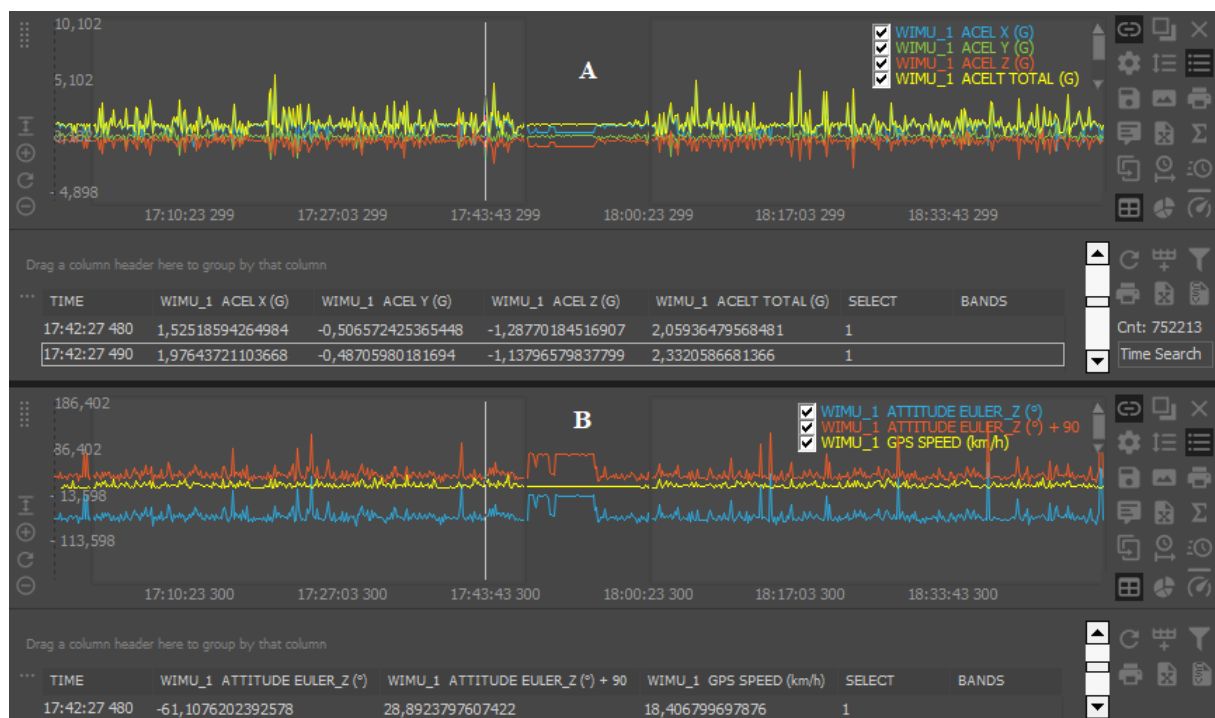 10,102
WIMU_1 ACEL X (G)
WIMU_1 ACEL Y (G)
WIMU_1 ACEL Z (G)
WIMU_1 ACELT TOTAL (G)
A
5,102
- 4,898
17:10:23 299 17:27:03 299 17:43:43 299 18:00:23 299 18:17:03 299 18:33:43 299
Drag a column header here to group by that column
TIME WIMU_1 ACEL X (G) WIMU_1 ACEL Y (G) WIMU_1 ACEL Z (G) WIMU_1 ACELT TOTAL (G) SELECT BANDS
17:42:27 480 1,52518594264984 -0,506572425365448 -1,28770184516907 2,05936479568481 1
17:42:27 490 1,97643721103668 -0,48705980181694 -1,13796579837799 2,3320586681366 1
Cnt: 752213
Time Search
186,402
B
WIMU_1 ATTITUDE EULER_Z (°)
WIMU_1 ATTITUDE EULER_Z (°) + 90
WIMU_1 GPS SPEED (km/h)
86,402
- 13,598
- 113,598
17:10:23 300 17:27:03 300 17:43:43 300 18:00:23 300 18:17:03 300 18:33:43 300
Drag a column header here to group by that column
TIME WIMU_1 ATTITUDE EULER_Z (°) WIMU_1 ATTITUDE EULER_Z (°) + 90 WIMU_1 GPS SPEED (km/h) SELECT BANDS
17:42:27 480 -61,1076202392578 28,8923797607422 18,406799697876 1